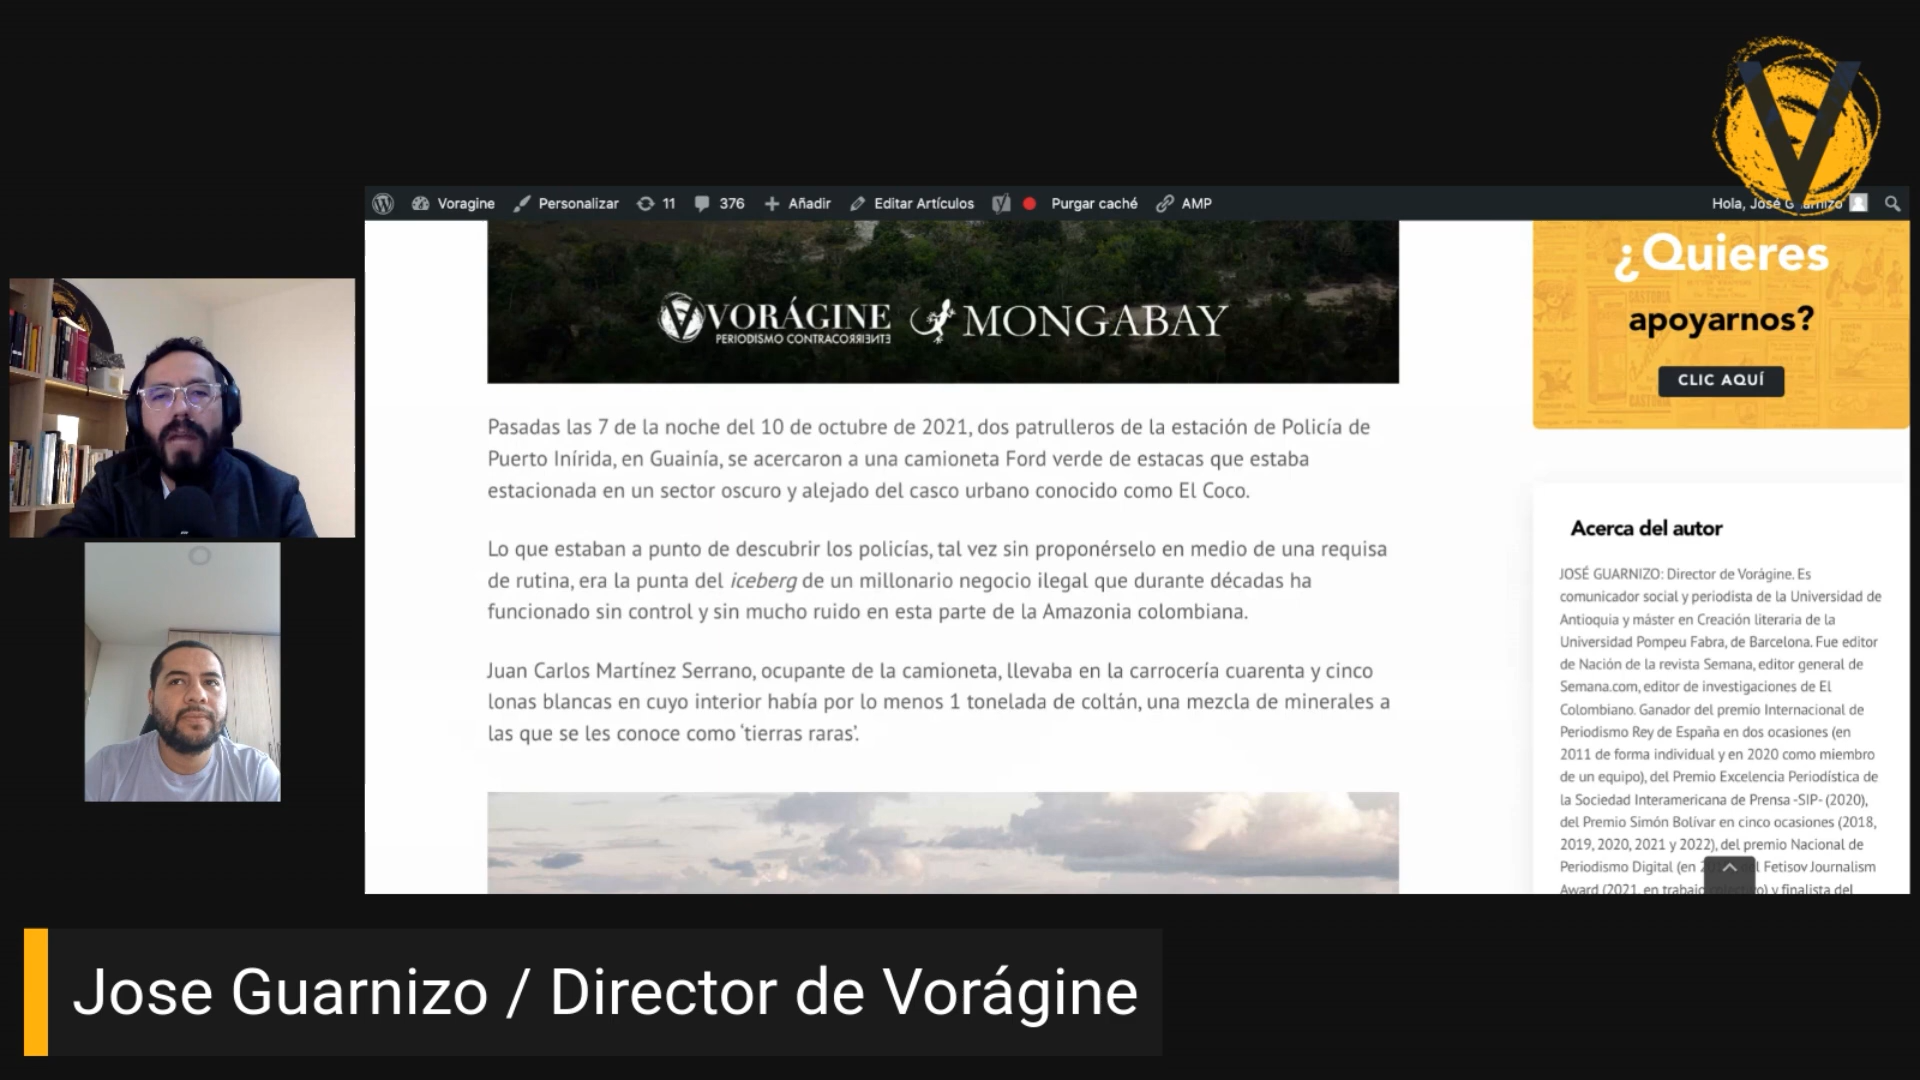 V
Voragine Personalizar 11 376 Añadir Editar Artículos Purgar caché AMP
Hola, José G
VORÁGINE
PERIODISMO CONTRACORRIENTE
MONGABAY
Pasadas las 7 de la noche del 10 de octubre de 2021, dos patrulleros de la estación de Policía de
Puerto Inírida, en Guainía, se acercaron a una camioneta Ford verde de estacas que estaba
estacionada en un sector oscuro y alejado del casco urbano conocido como El Coco.
Lo que estaban a punto de descubrir los policías, tal vez sin proponérselo en medio de una requisa
de rutina, era la punta del iceberg de un millonario negocio ilegal que durante décadas ha
funcionado sin control y sin mucho ruido en esta parte de la Amazonia colombiana.
Juan Carlos Martínez Serrano, ocupante de la camioneta, llevaba en la carrocería cuarenta y cinco
lonas blancas en cuyo interior había por lo menos 1 tonelada de coltán, una mezcla de minerales a
las que se les conoce como ‘tierras raras’.
¿Quieres
apoyarnos?
CLIC AQUÍ
Acerca del autor
JOSÉ GUARNIZO: Director de Vorágine. Es
comunicador social y periodista de la Universidad de
Antioquia y máster en Creación literaria de la
Universidad Pompeu Fabra, de Barcelona. Fue editor
de Nación de la revista Semana, editor general de
Semana.com, editor de investigaciones de El
Colombiano. Ganador del premio Internacional de
Periodismo Rey de España en dos ocasiones (en
2011 de forma individual y en 2020 como miembro
de un equipo), del Premio Excelencia Periodística de
la Sociedad Interamericana de Prensa -SIP- (2020),
del Premio Simón Bolívar en cinco ocasiones (2018,
2019, 2020, 2021 y 2022), del premio Nacional de
Periodismo Digital (en Fetisov Journalism
Award (2021, en trabajo y finalista del
Jose Guarnizo / Director de Vorágine